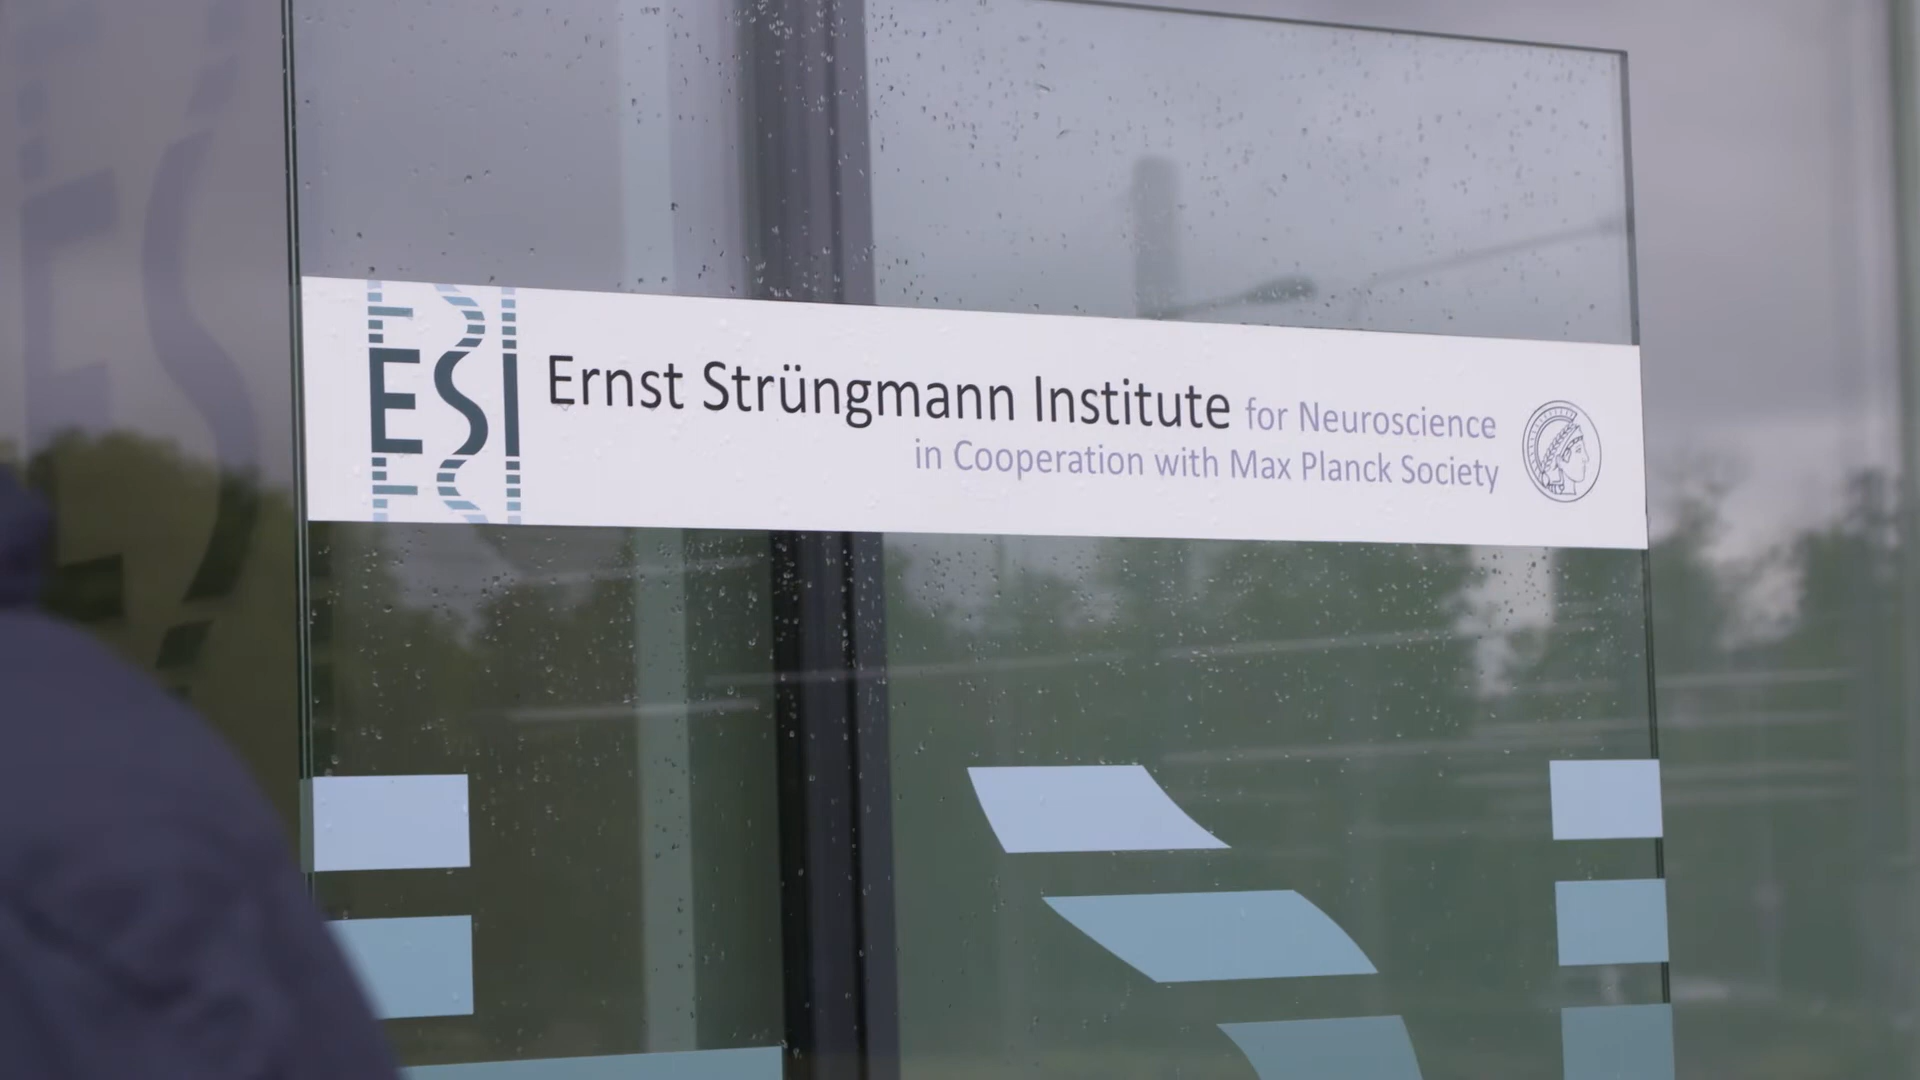 ESI
Ernst Strüngmann Institute for Neuroscience
in Cooperation with Max Planck Society